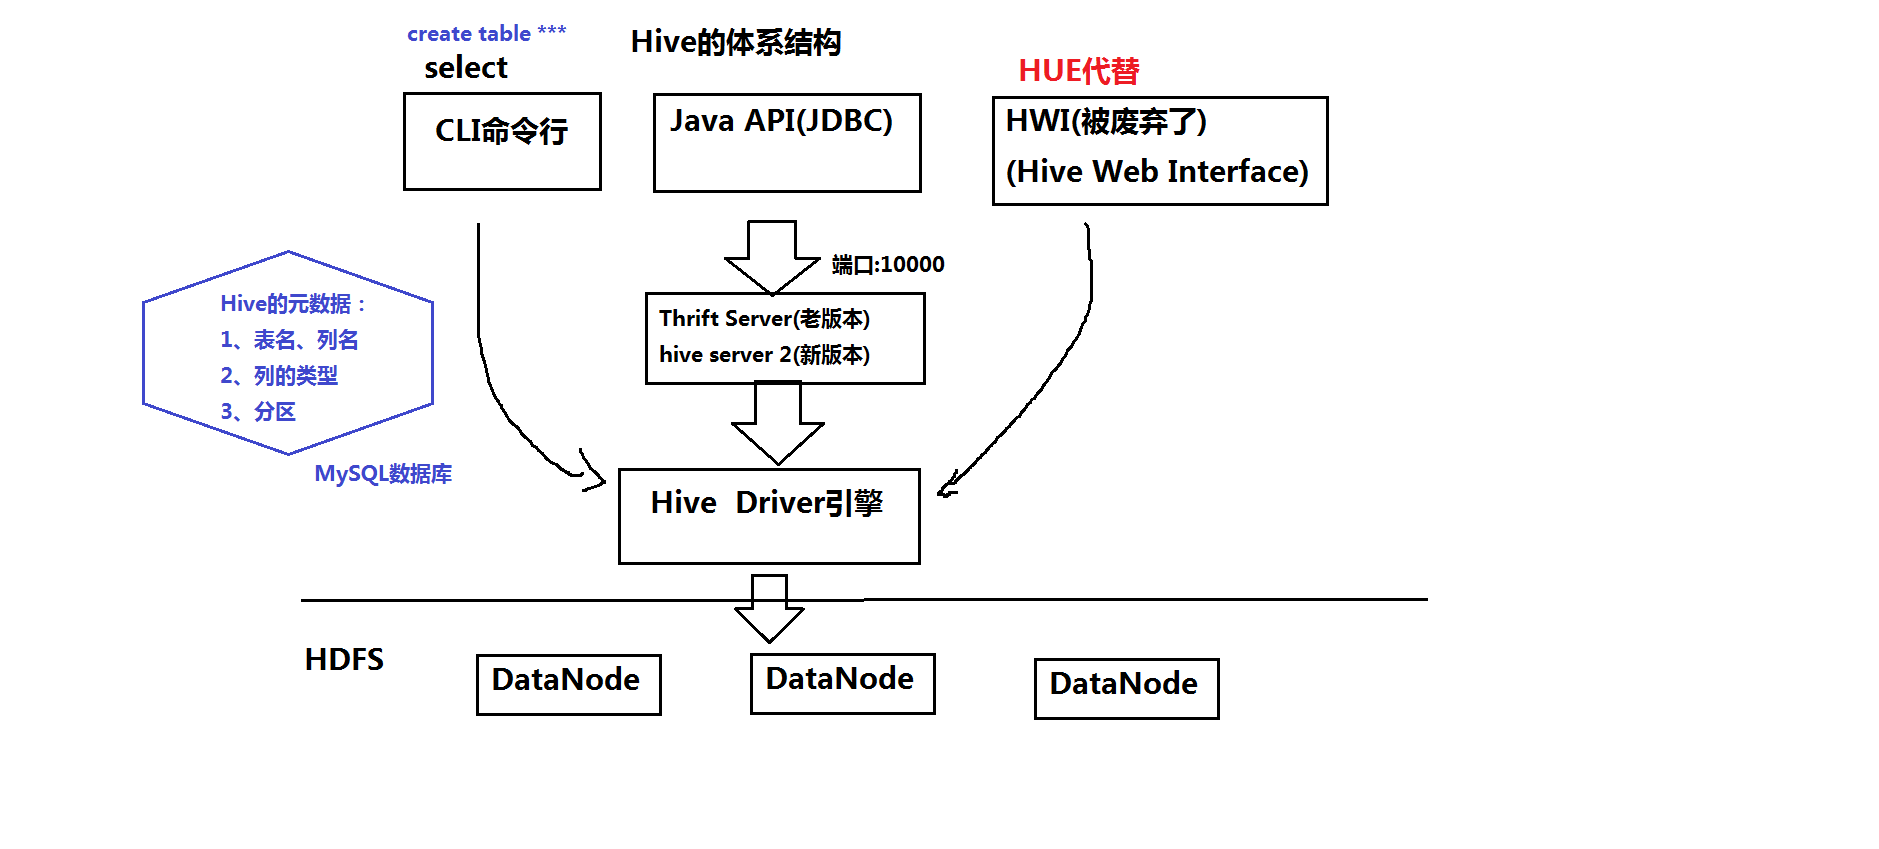 create table ***
select
Hive的体系结构
HUE代替
CLI命令行
Java API(JDBC)
HWI(被废弃了)
(Hive Web Interface)
端口:10000
Hive的元数据：
1、表名、列名
2、列的类型
3、分区
MySQL数据库
Thrift Server(老版本)
hive server 2(新版本)
Hive  Driver引擎
HDFS
DataNode
DataNode
DataNode